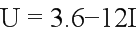 U = 3.6−12I